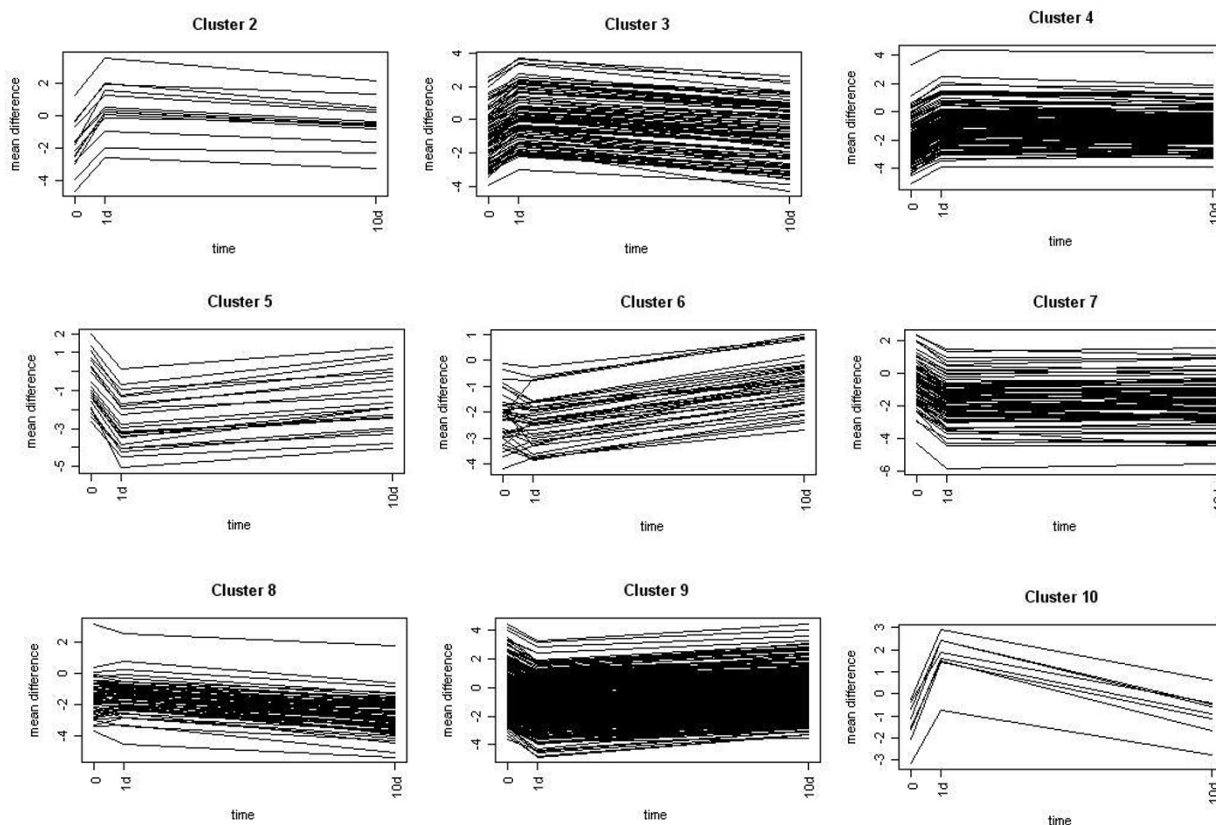 Cluster 2
mean difference
2
0
-2
-4
0
1d
10d
time
Cluster 3
mean difference
4
2
0
-2
-4
0
1d
10d
time
Cluster 4
mean difference
4
2
0
-2
-4
0
1d
10d
time
Cluster 5
mean difference
2
1
-1
-3
-5
0
1d
10d
time
Cluster 6
mean difference
1
0
-1
-2
-3
-4
0
1d
10d
time
Cluster 7
mean difference
2
0
-2
-4
-6
0
1d
10d
time
Cluster 8
mean difference
2
0
-2
-4
0
1d
10d
time
Cluster 9
mean difference
4
2
0
-2
-4
0
1d
10d
time
Cluster 10
mean difference
3
2
1
0
-1
-3
0
1d
10d
time